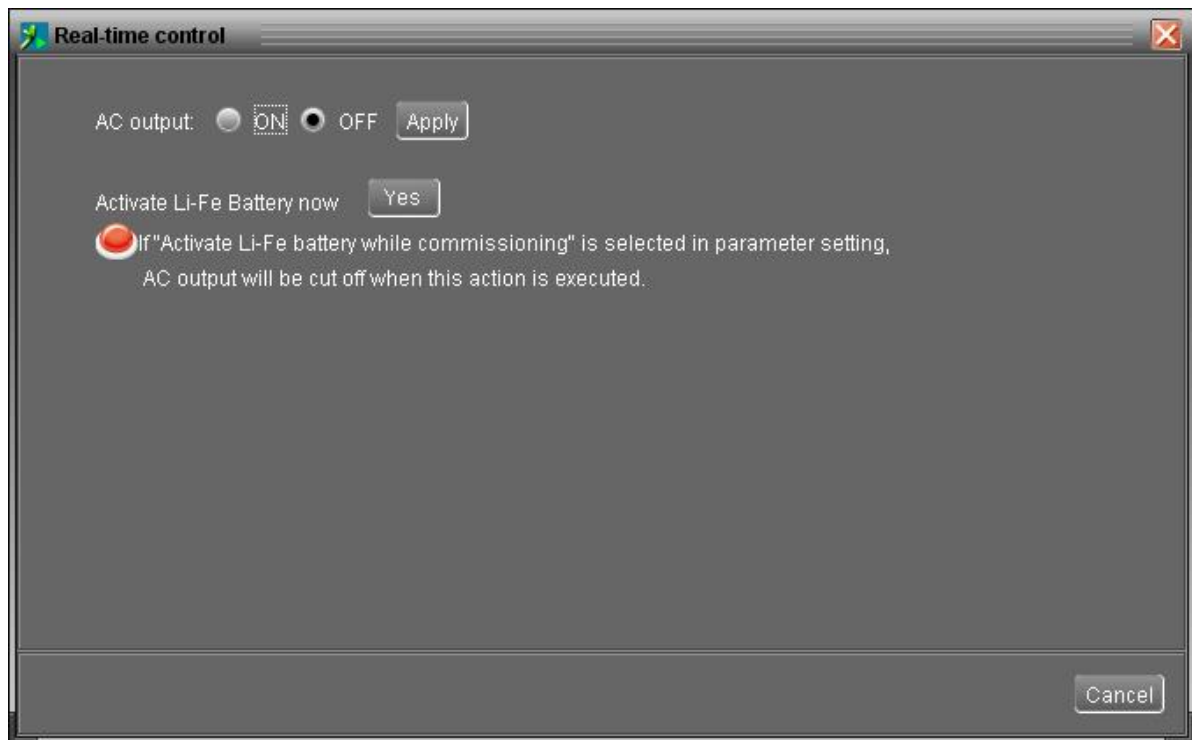 Real-time control
AC output: ON OFF Apply
Activate Li-Fe Battery now Yes
If "Activate Li-Fe battery while commissioning" is selected in parameter setting,
AC output will be cut off when this action is executed.
Cancel